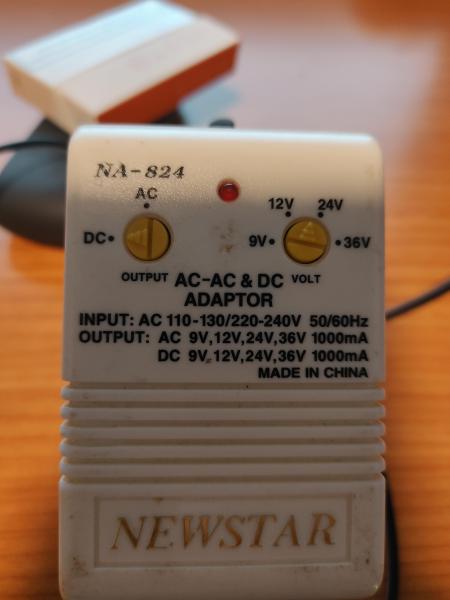 NA-824
AC
DC
12V 24V
9V 36V
OUTPUT AC-AC & DC VOLT
ADAPTOR
INPUT: AC 110-130/220-240V 50/60Hz
OUTPUT: AC 9V,12V,24V,36V 1000mA
DC 9V,12V,24V,36V 1000mA
MADE IN CHINA
NEWSTAR